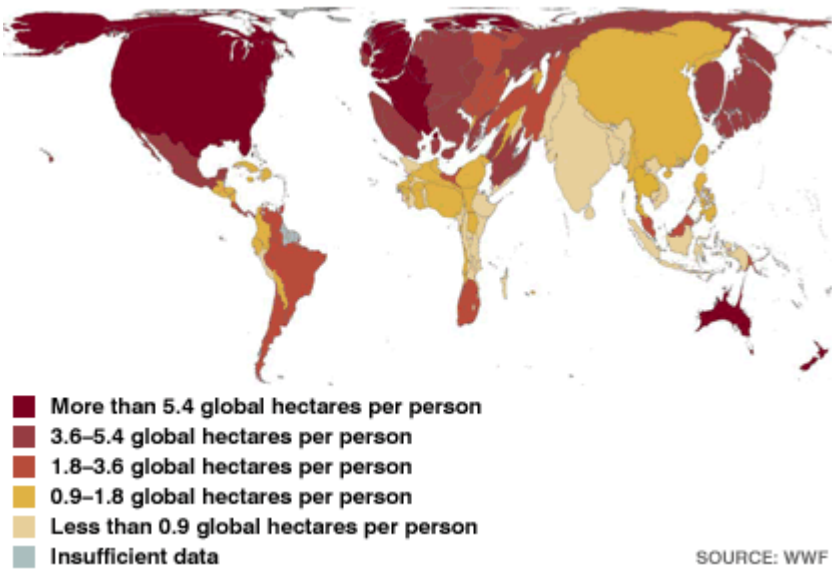 More than 5.4 global hectares per person
3.6–5.4 global hectares per person
1.8–3.6 global hectares per person
0.9–1.8 global hectares per person
Less than 0.9 global hectares per person
Insufficient data
SOURCE: WWF